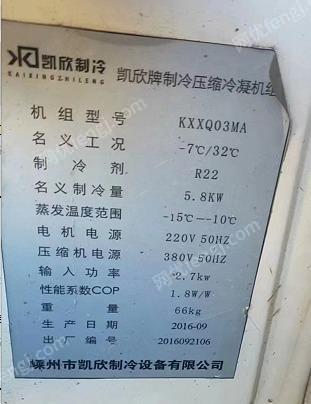 凯欣制冷
KAIXINGZHILENG
凯欣牌制冷压缩冷凝机组
机组型号 KXXQ03MA
名义工况 -7℃/32℃
制冷剂 R22
名义制冷量 5.8KW
蒸发温度范围 -15℃--10℃
电机电源 220V 50HZ
压缩机电源 380V 50HZ
输入功率 2.7kw
性能系数COP 1.8W/W
重量 66kg
生产日期 2016-09
出厂编号 2016092106
嵊州市凯欣制冷设备有限公司